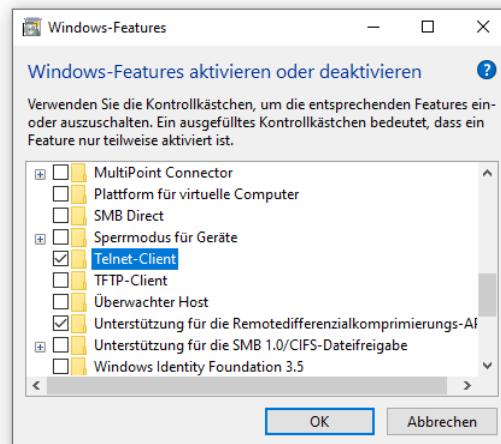 Windows-Features
Windows-Features aktivieren oder deaktivieren
Verwenden Sie die Kontrollkästchen, um die entsprechenden Features ein-
oder auszuschalten. Ein ausgefülltes Kontrollkästchen bedeutet, dass ein
Feature nur teilweise aktiviert ist.
MultiPoint Connector
Plattform für virtuelle Computer
SMB Direct
Sperrmodus für Geräte
Telnet-Client
TFTP-Client
Überwachter Host
Unterstützung für die Remotedifferenzialkomprimierungs-AP
Unterstützung für die SMB 1.0/CIFS-Dateifreigabe
Windows Identity Foundation 3.5
OK
Abbrechen